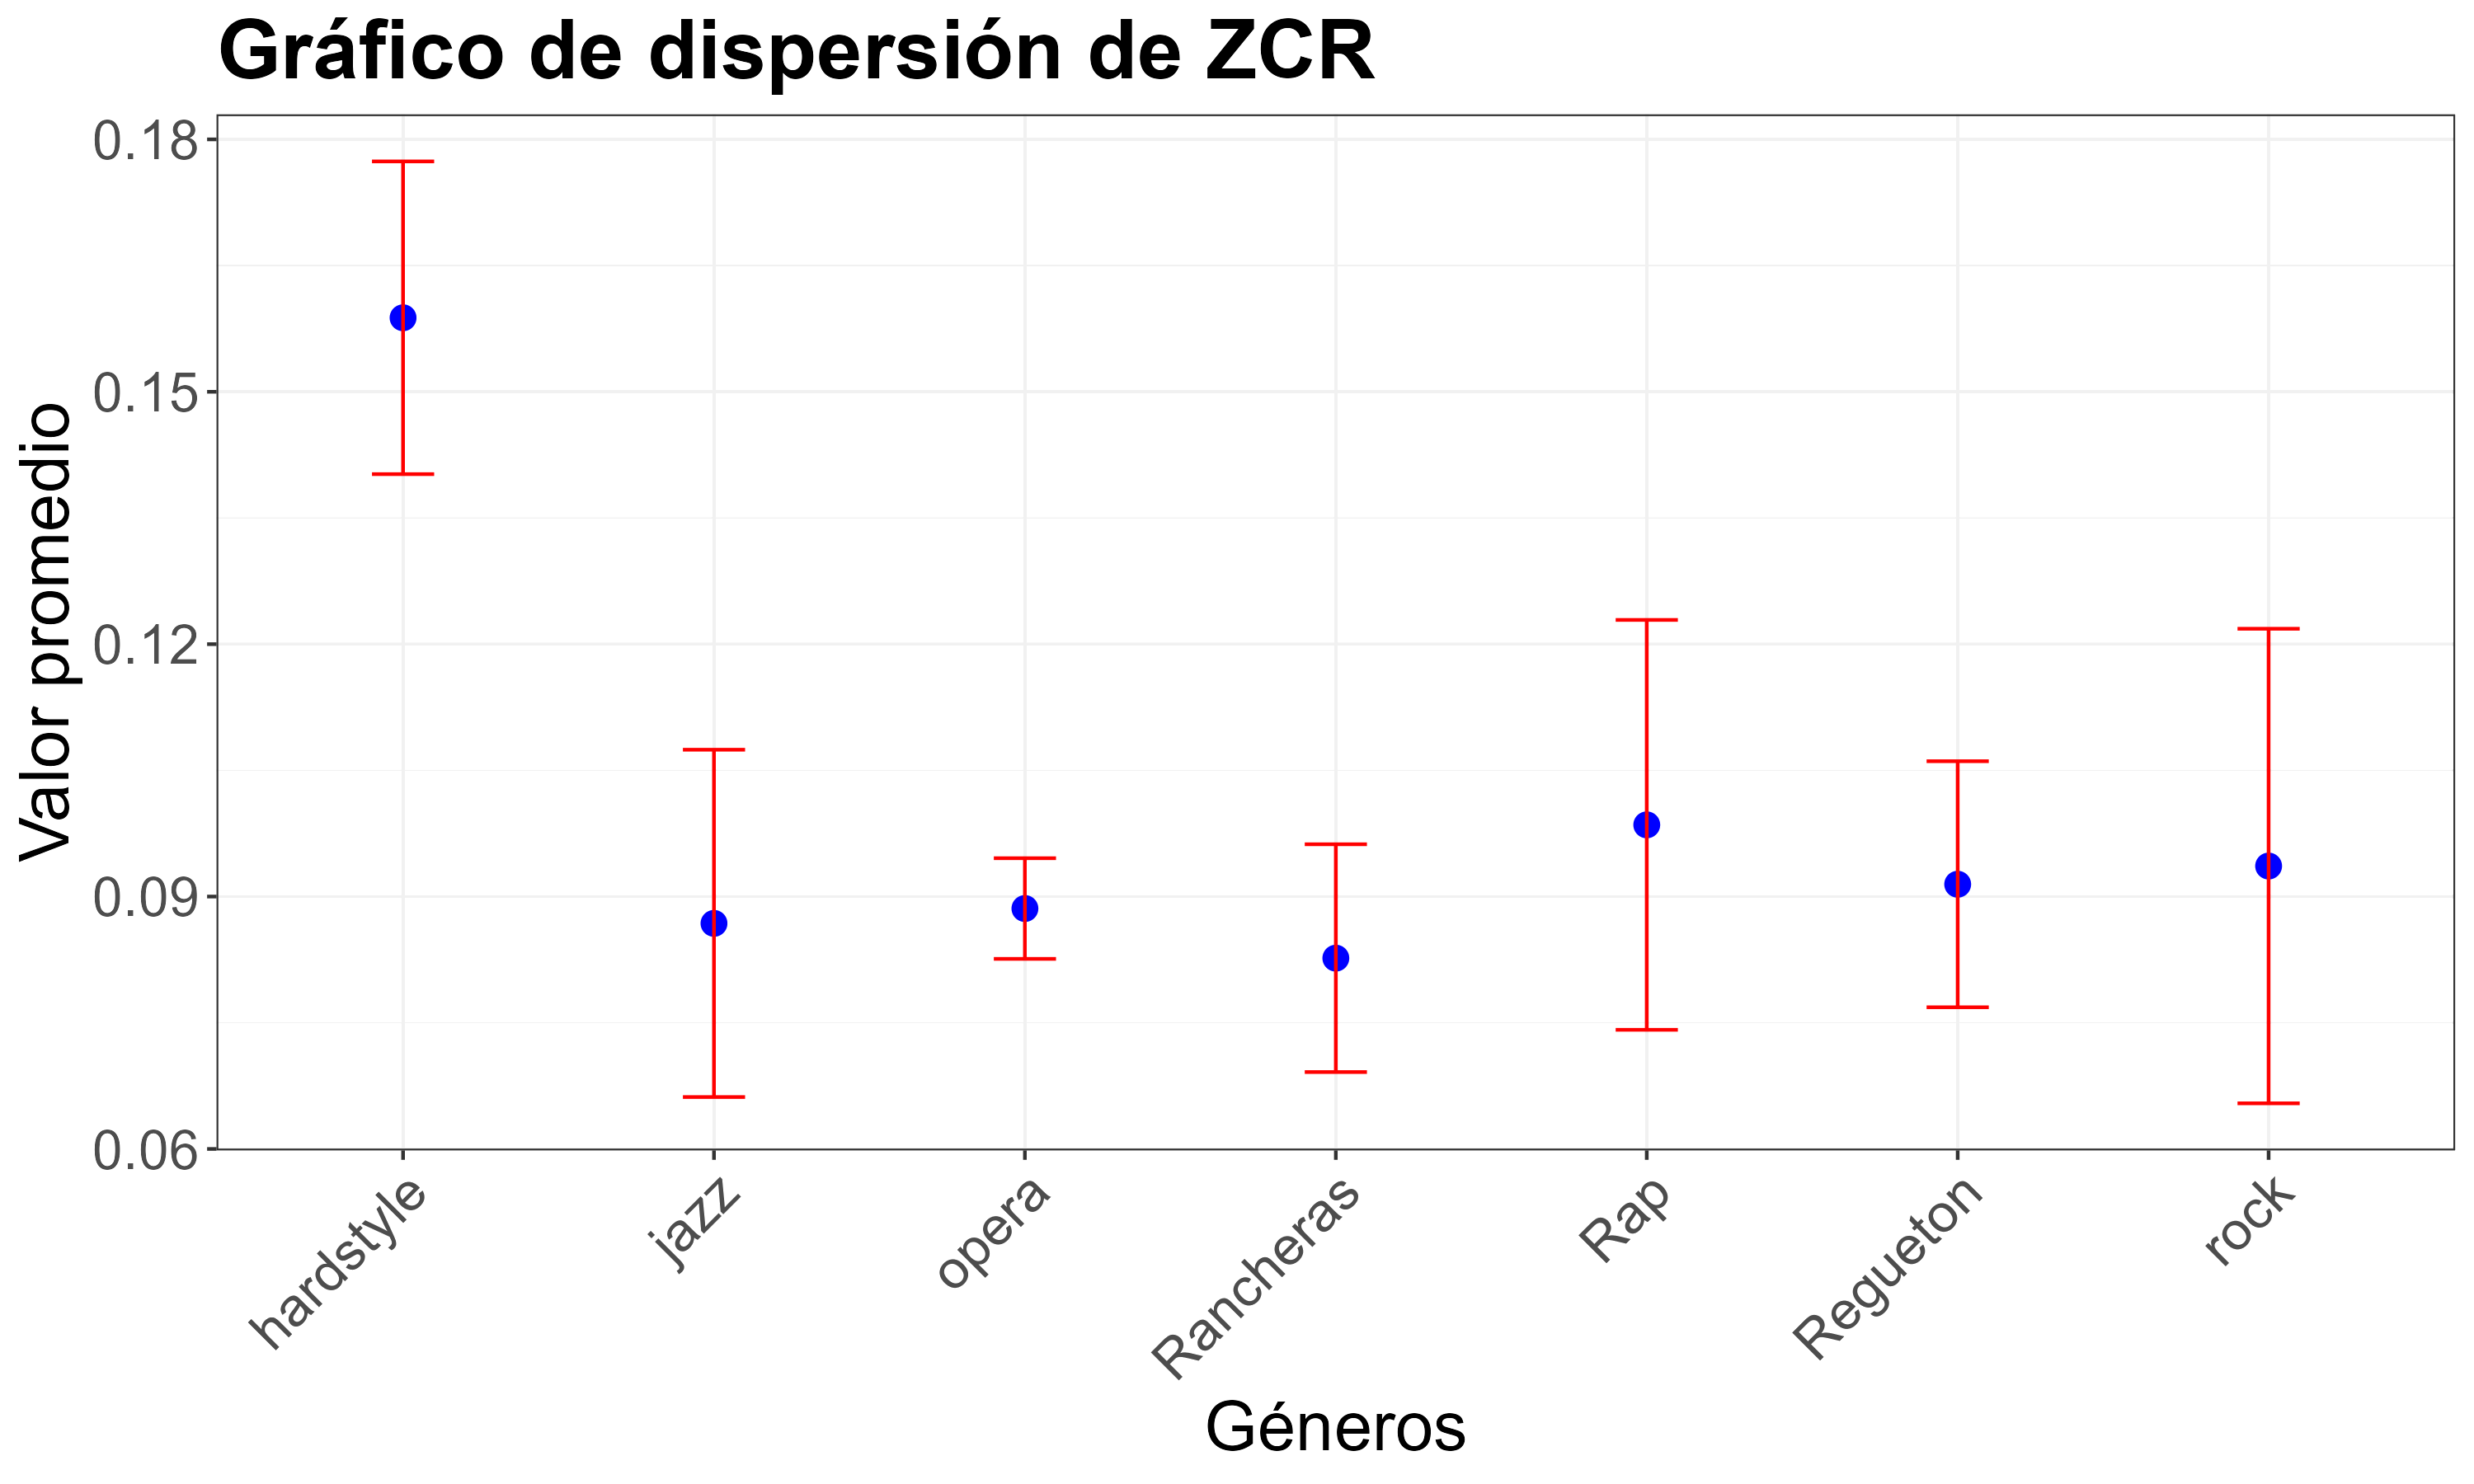 Gráfico de dispersión de ZCR
Valor promedio
0.18
0.15
0.12
0.09
0.06
hardstyle
jazz
opera
Rancheras
Rap
Regueton
rock
Géneros